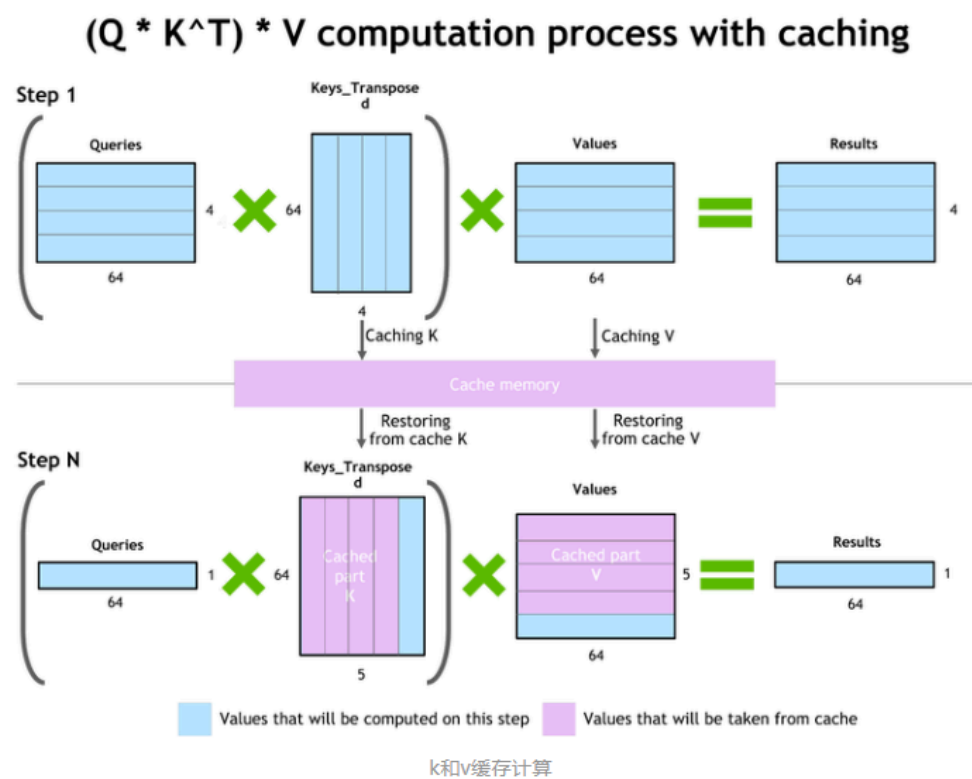 (Q * K^T) * V computation process with caching
Step 1
Keys_Transpose
d
Queries
Values
Results
4
64
4
64
64
64
4
Caching K
Caching V
Cache memory
Restoring
from cache K
Restoring
from cache V
Step N
Keys_Transpose
d
Values
Queries
Results
Cached
part
K
Cached part
V
1
64
5
1
64
64
64
5
Values that will be computed on this step
Values that will be taken from cache
k和v缓存计算